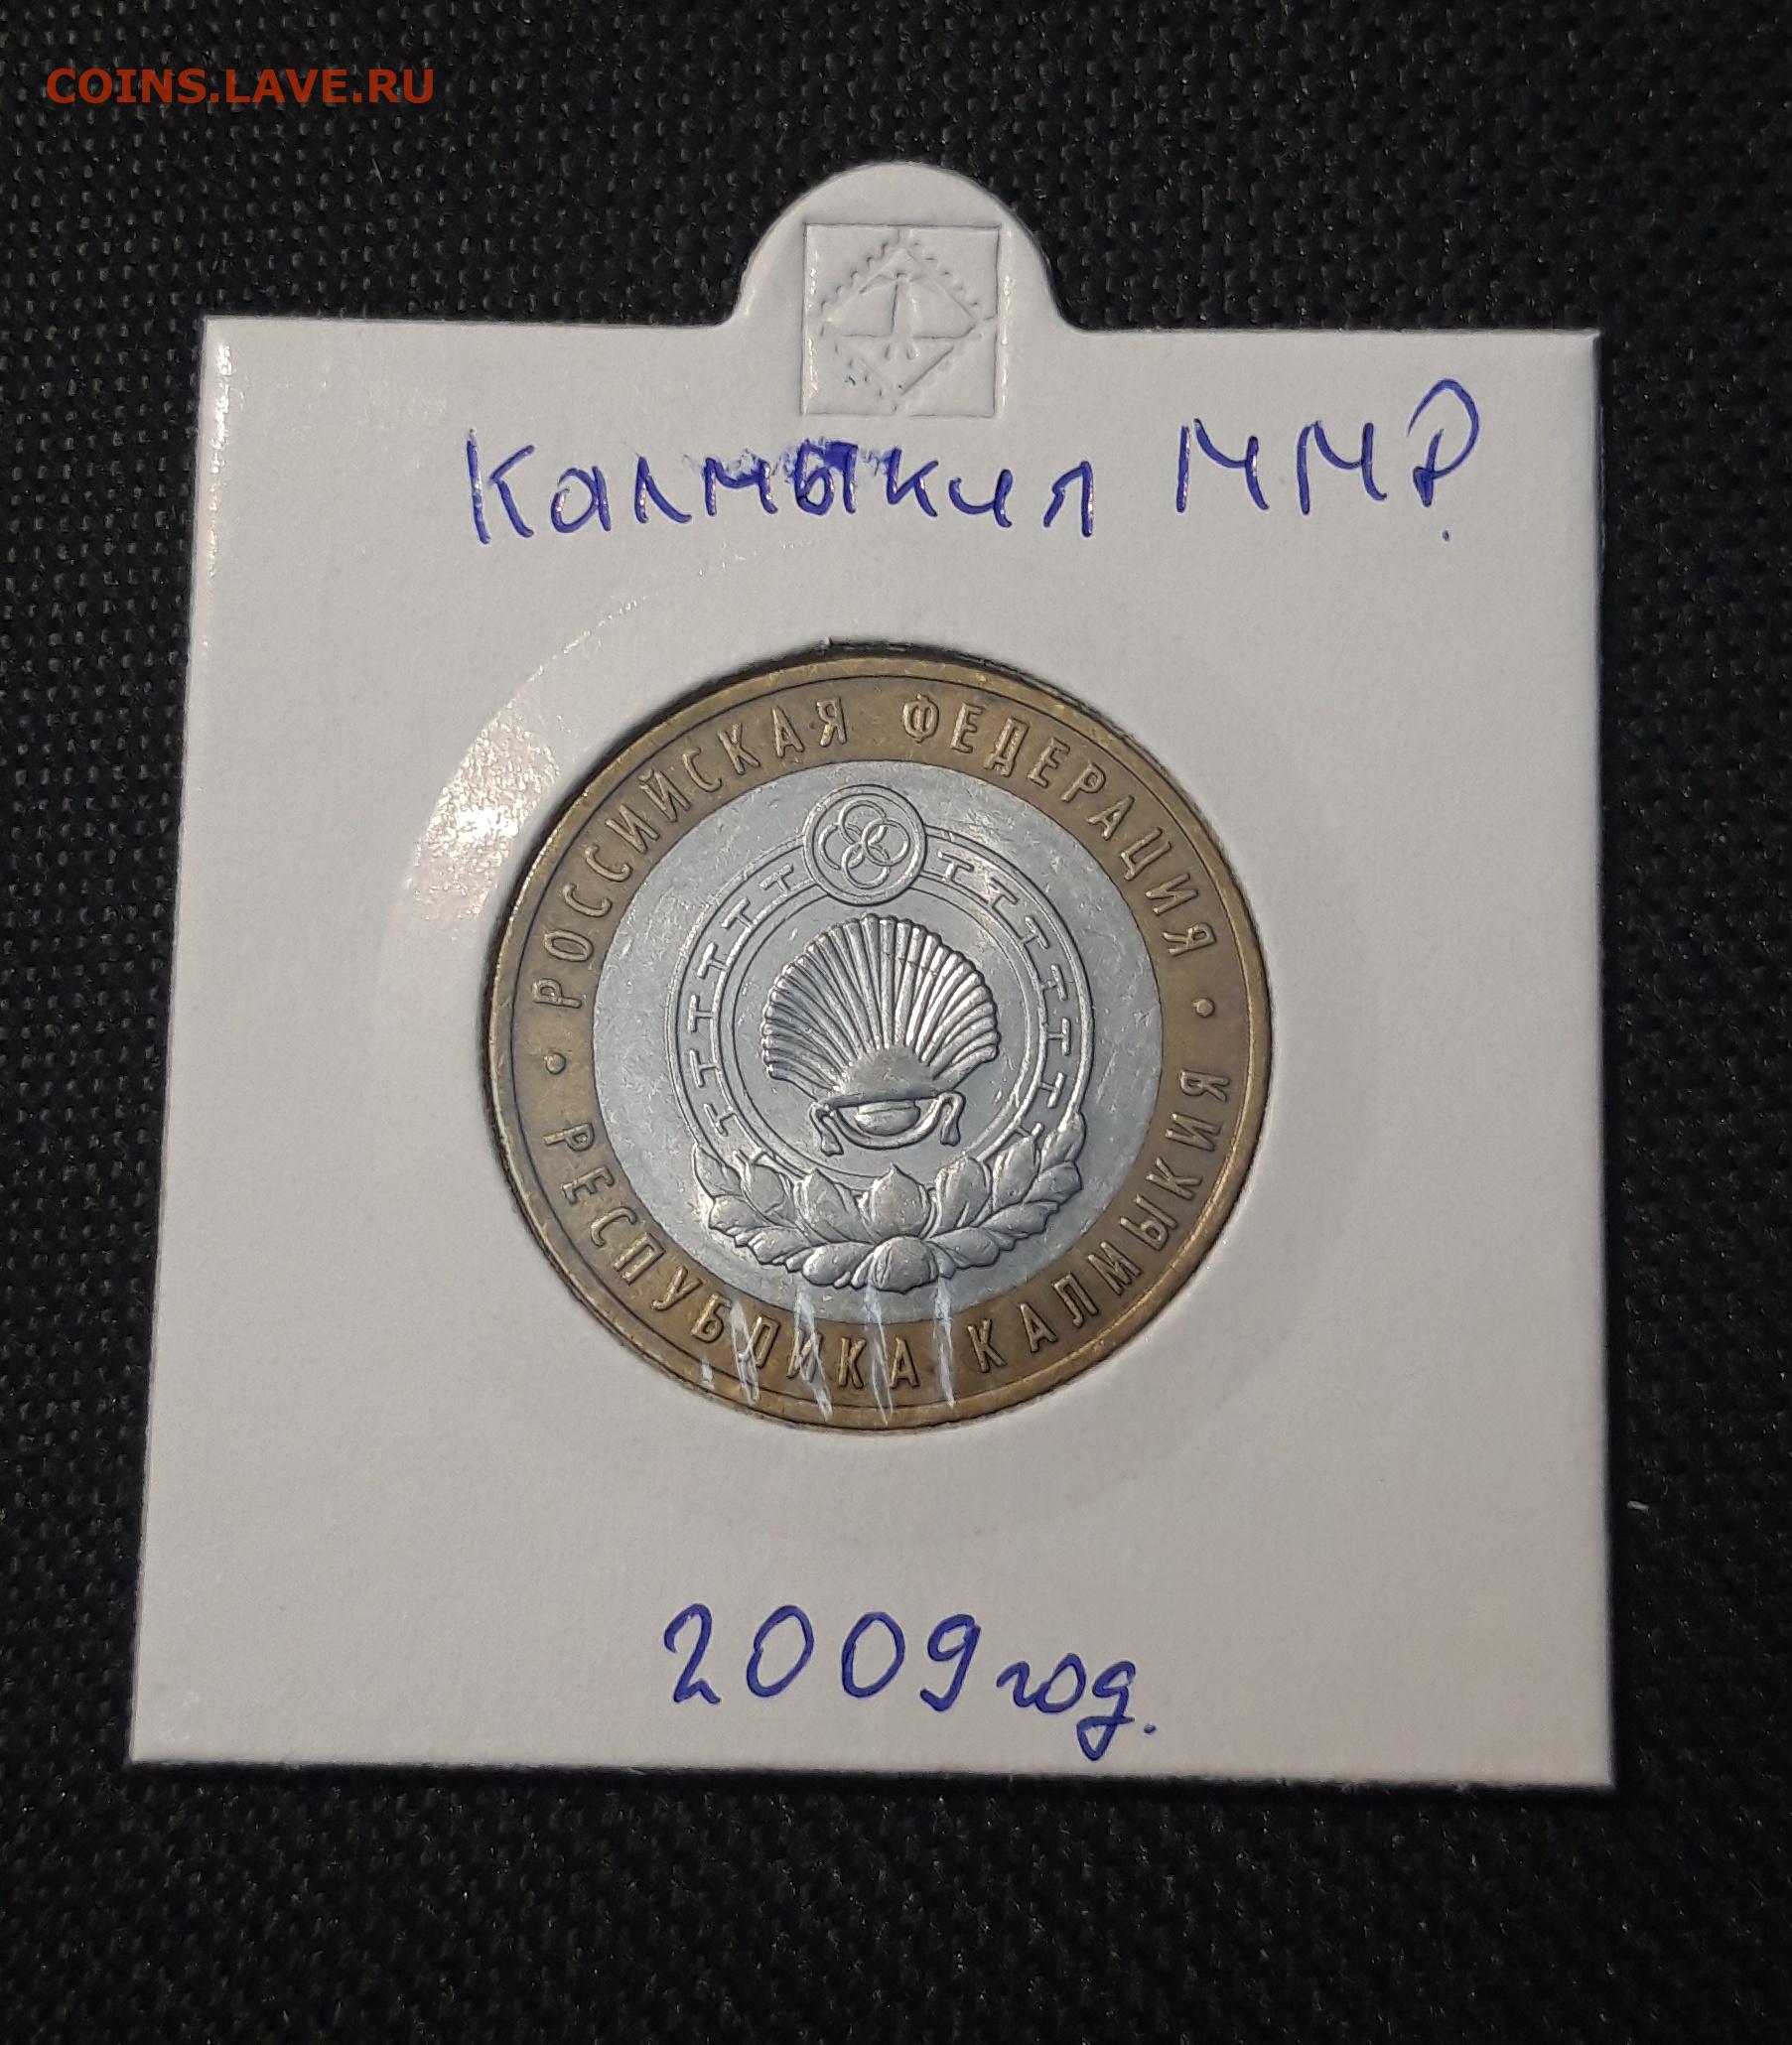 COINS.LAVE.RU
Калмыкия ММД.
РОССИЙСКАЯ ФЕДЕРАЦИЯ
• РЕСПУБЛИКА КАЛМЫКИЯ •
2009 год.